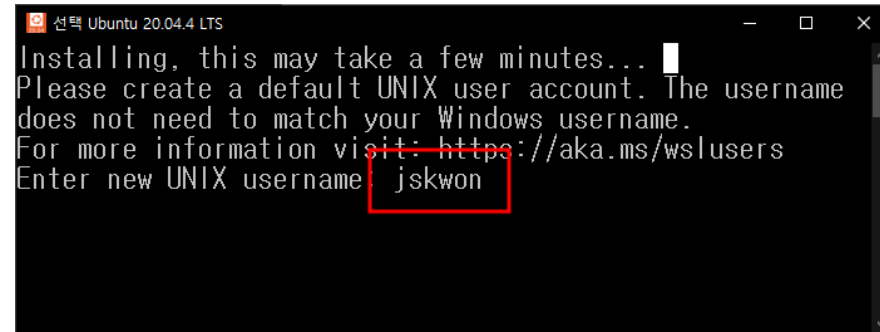 선택 Ubuntu 20.04.4 LTS
Installing, this may take a few minutes...
Please create a default UNIX user account. The username
does not need to match your Windows username.
For more information visit: https://aka.ms/wslusers
Enter new UNIX username: jskwon